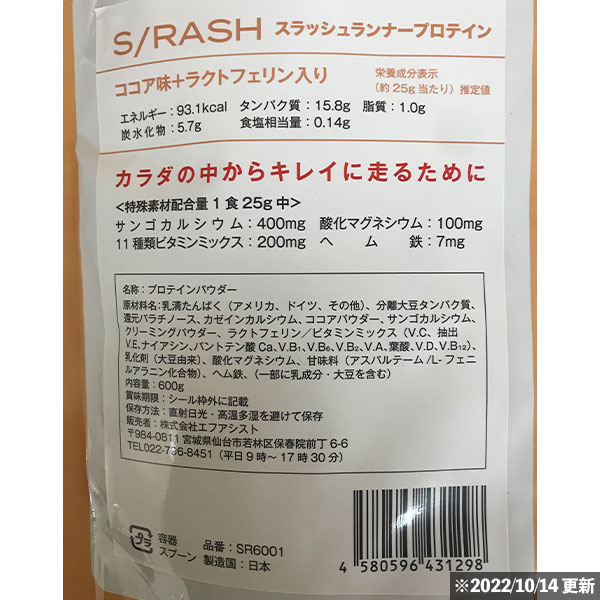 S/RASH スラッシュランナープロテイン
ココア味+ラクトフェリン入り
栄養成分表示
(約25g当たり)推定値
エネルギー:93.1kcal タンパク質:15.8g 脂質:1.0g
炭水化物:5.7g 食塩相当量:0.14g
カラダの中からキレイに走るために
<特殊素材配合量1食25g中>
サンゴカルシウム:400mg 酸化マグネシウム:100mg
11種類ビタミンミックス:200mg ヘム鉄:7mg
名称:プロテインパウダー
原材料名:乳清たんぱく(アメリカ、ドイツ、その他)、分離大豆タンパク質、
還元パラチノース、カゼインカルシウム、ココアパウダー、サンゴカルシウム、
クリーミングパウダー、ラクトフェリン/ビタミンミックス(V.C、抽出
V.E、ナイアシン、パントテン酸Ca、V.B₁、V.B₆、V.B₂、V.A、葉酸、V.D、V.B₁₂)、
乳化剤(大豆由来)、酸化マグネシウム、甘味料(アスパルテーム/L-フェニ
ルアラニン化合物)、ヘム鉄、(一部に乳成分・大豆を含む)
内容量:600g
賞味期限:シール枠外に記載
保存方法:直射日光・高温多湿を避けて保存
販売者:株式会社エフアシスト
〒984-0811 宮城県仙台市若林区保春院前丁6-6
TEL022-796-8451(平日9時〜17時30分)
プラ
容器
スプーン
品番:SR6001
製造国:日本
4 580596 431298
※2022/10/14更新